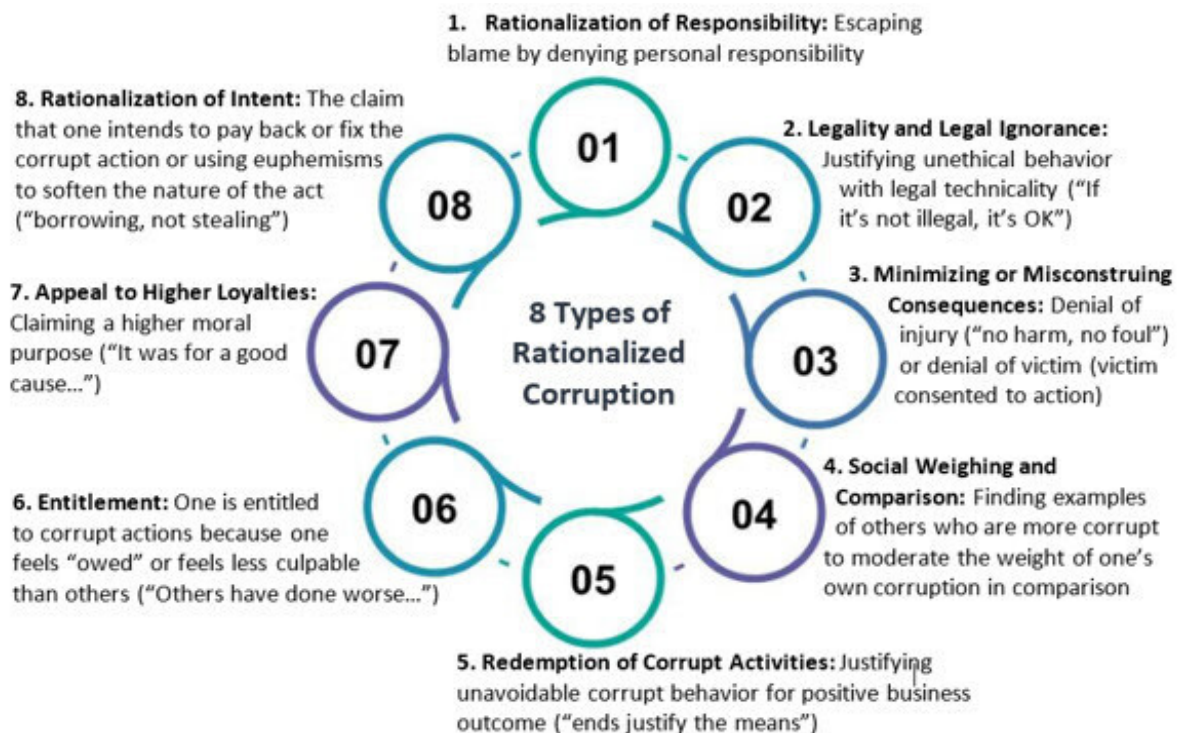 1. Rationalization of Responsibility: Escaping
blame by denying personal responsibility
01
2. Legality and Legal Ignorance:
Justifying unethical behavior
with legal technicality (“If
it’s not illegal, it’s OK”)
02
3. Minimizing or Misconstruing
Consequences: Denial of
injury (“no harm, no foul”)
or denial of victim (victim
consented to action)
03
4. Social Weighing and
Comparison: Finding examples
of others who are more corrupt
to moderate the weight of one’s
own corruption in comparison
04
5. Redemption of Corrupt Activities: Justifying
unavoidable corrupt behavior for positive business
outcome (“ends justify the means”)
05
6. Entitlement: One is entitled
to corrupt actions because one
feels “owed” or feels less culpable
than others (“Others have done worse…”)
06
7. Appeal to Higher Loyalties:
Claiming a higher moral
purpose (“It was for a good
cause…”)
07
8. Rationalization of Intent: The claim
that one intends to pay back or fix the
corrupt action or using euphemisms
to soften the nature of the act
(“borrowing, not stealing”)
08
8 Types of
Rationalized
Corruption